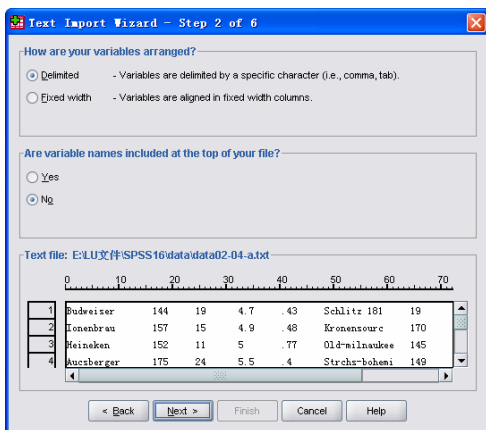 Text Import Wizard - Step 2 of 6
How are your variables arranged?
Delimited - Variables are delimited by a specific character (i.e., comma, tab).
Fixed width - Variables are aligned in fixed width columns.
Are variable names included at the top of your file?
Yes
No
Text file: E:\LU文件\SPSS16\data\data02-04-a.txt
0 10 20 30 40 50 60 70
1 Budweiser 144 19 4.7 .43 Schlitz 181 19
2 Ionenbrau 157 15 4.9 .48 Kronensourc 170
3 Heineken 152 11 5 .77 Old-milnaukee 145
4 Aucsberger 175 24 5.5 .4 Strchs-bohemi 149
< Back Next > Finish Cancel Help